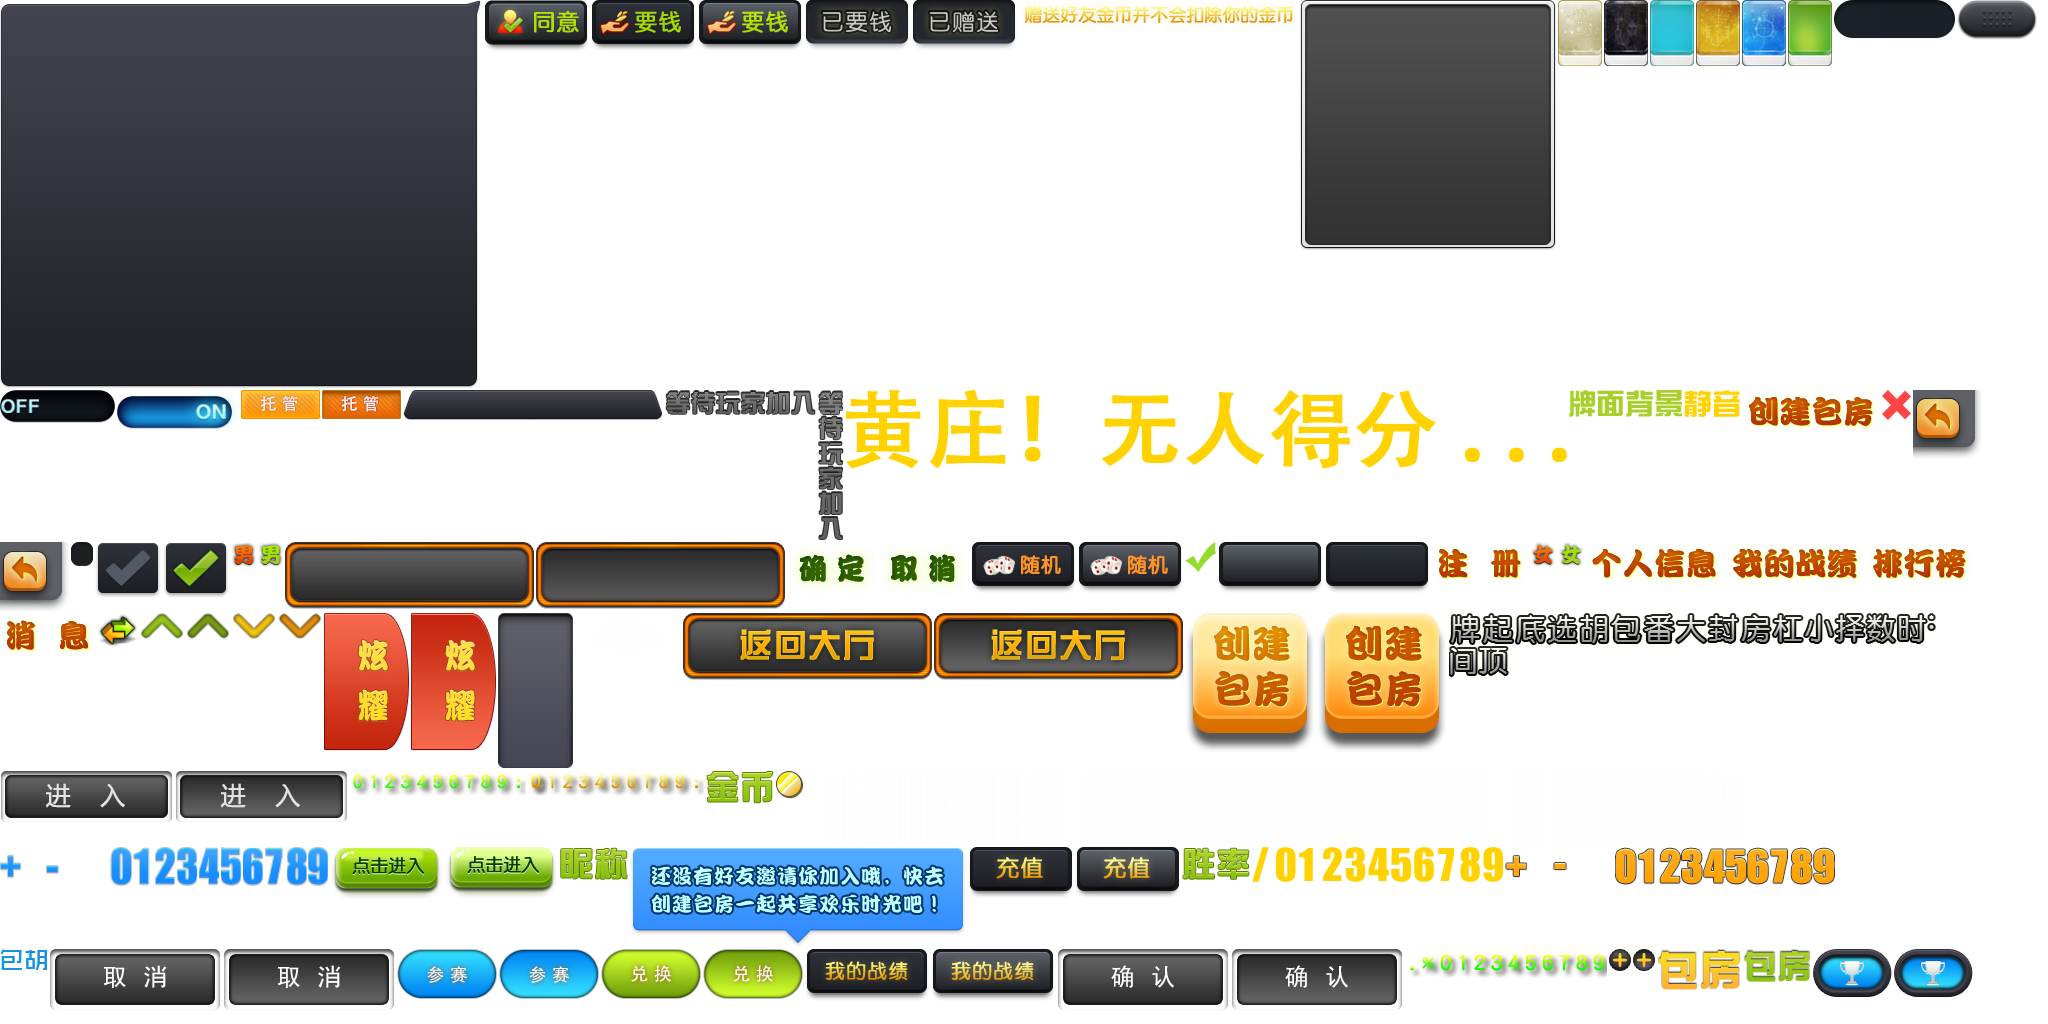 同意
要钱
要钱
已要钱
已赠送
赠送好友金币并不会扣除你的金币
OFF
ON
托管
托管
等待玩家加入
等待玩家加入
黄庄！无人得分...
牌面背景
静音
创建包房
男
男
确定
取消
随机
随机
注 册
女
女
个人信息
我的战绩
排行榜
消 息
炫耀
炫耀
返回大厅
返回大厅
创建包房
创建包房
牌起底选胡包番大封房杠小择数时:
间顶
进 入
进 入
0123456789:
0123456789:
金币
+ - 0123456789
点击进入
点击进入
昵称
还没有好友邀请你加入哦，快去
创建包房一起共享欢乐时光吧！
充值
充值
胜率
/0123456789
+ - 0123456789
包胡
取 消
取 消
参赛
参赛
兑换
兑换
我的战绩
我的战绩
确 认
确 认
.%0123456789
包房
包房